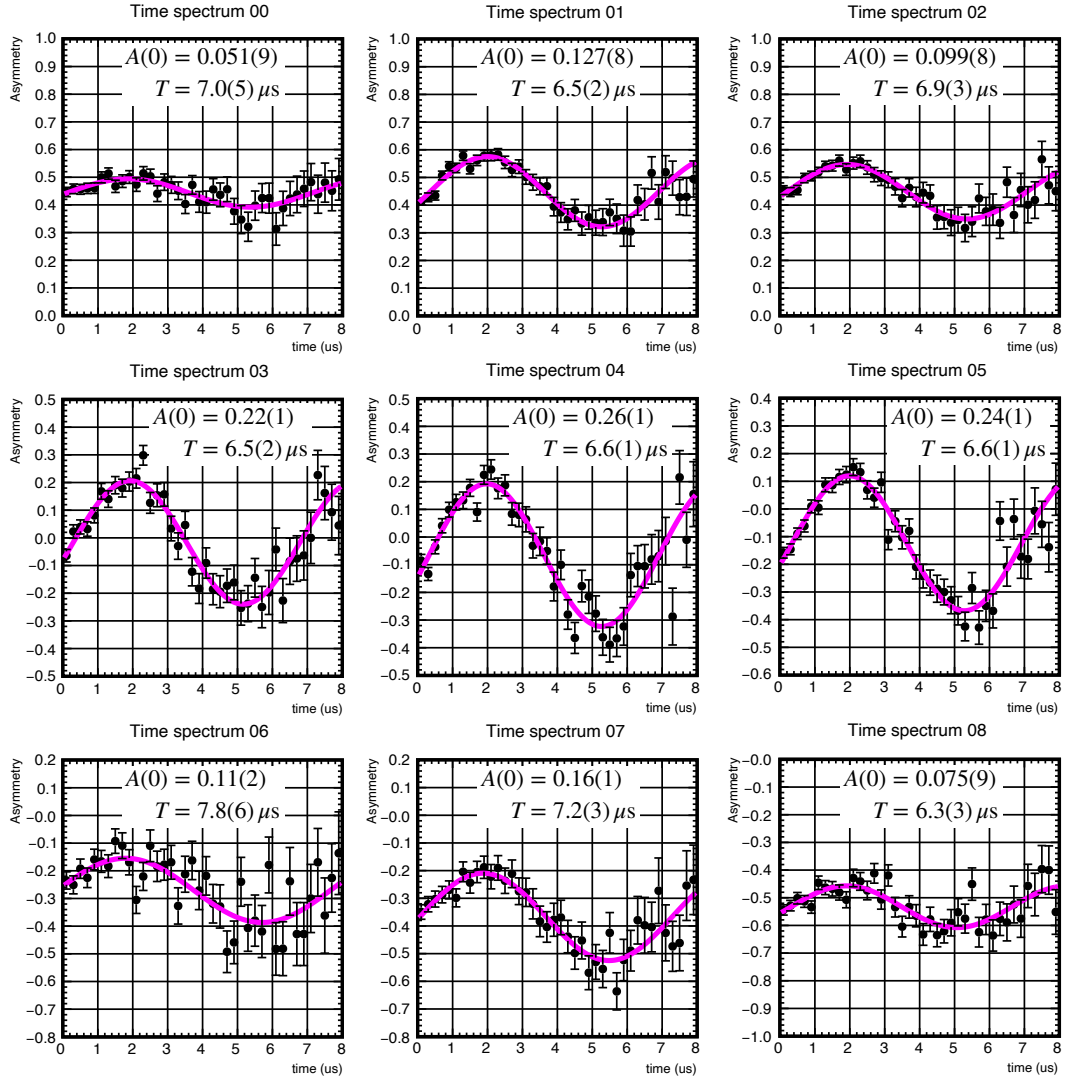 Time spectrum 00
Asymmetry
A(0) = 0.051(9)
T = 7.0(5) μs
1.0
0.9
0.8
0.7
0.6
0.5
0.4
0.3
0.2
0.1
0.0
0 1 2 3 4 5 6 7 8
time (us)
Time spectrum 01
Asymmetry
A(0) = 0.127(8)
T = 6.5(2) μs
1.0
0.9
0.8
0.7
0.6
0.5
0.4
0.3
0.2
0.1
0.0
0 1 2 3 4 5 6 7 8
time (us)
Time spectrum 02
Asymmetry
A(0) = 0.099(8)
T = 6.9(3) μs
1.0
0.9
0.8
0.7
0.6
0.5
0.4
0.3
0.2
0.1
0.0
0 1 2 3 4 5 6 7 8
time (us)
Time spectrum 03
Asymmetry
A(0) = 0.22(1)
T = 6.5(2) μs
0.5
0.4
0.3
0.2
0.1
0.0
−0.1
−0.2
−0.3
−0.4
−0.5
0 1 2 3 4 5 6 7 8
time (us)
Time spectrum 04
Asymmetry
A(0) = 0.26(1)
T = 6.6(1) μs
0.5
0.4
0.3
0.2
0.1
0.0
−0.1
−0.2
−0.3
−0.4
−0.5
0 1 2 3 4 5 6 7 8
time (us)
Time spectrum 05
Asymmetry
A(0) = 0.24(1)
T = 6.6(1) μs
0.4
0.3
0.2
0.1
−0.0
−0.1
−0.2
−0.3
−0.4
−0.5
−0.6
0 1 2 3 4 5 6 7 8
time (us)
Time spectrum 06
Asymmetry
A(0) = 0.11(2)
T = 7.8(6) μs
0.2
0.1
−0.0
−0.1
−0.2
−0.3
−0.4
−0.5
−0.6
−0.7
−0.8
0 1 2 3 4 5 6 7 8
time (us)
Time spectrum 07
Asymmetry
A(0) = 0.16(1)
T = 7.2(3) μs
0.2
0.1
−0.0
−0.1
−0.2
−0.3
−0.4
−0.5
−0.6
−0.7
−0.8
0 1 2 3 4 5 6 7 8
time (us)
Time spectrum 08
Asymmetry
A(0) = 0.075(9)
T = 6.3(3) μs
−0.0
−0.1
−0.2
−0.3
−0.4
−0.5
−0.6
−0.7
−0.8
−0.9
−1.0
0 1 2 3 4 5 6 7 8
time (us)